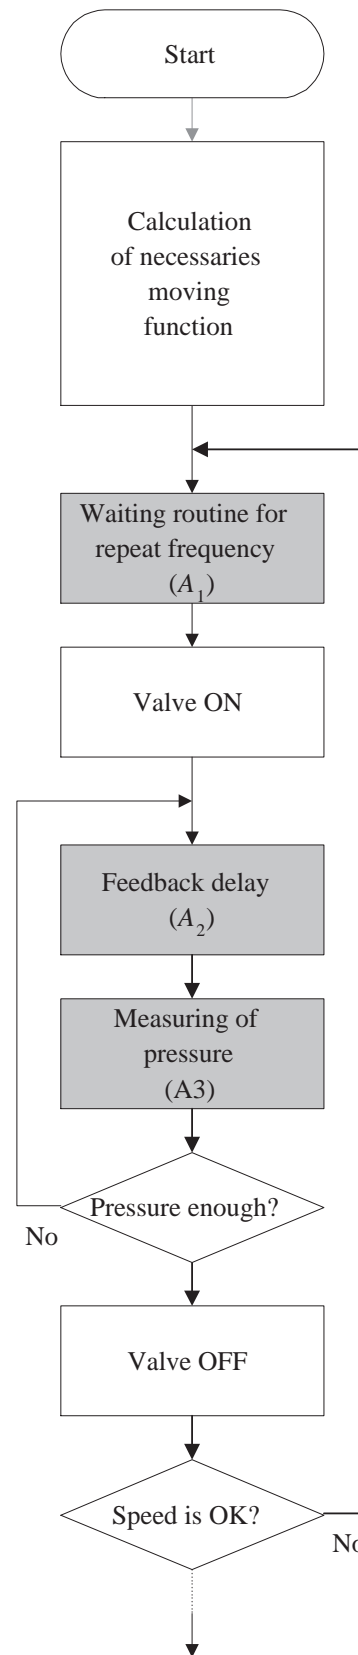 Start
Calculation
of necessaries
moving
function
Waiting routine for
repeat frequency
(A1)
Valve ON
Feedback delay
(A2)
Measuring of
pressure
(A3)
Pressure enough?
No
Valve OFF
Speed is OK?
No